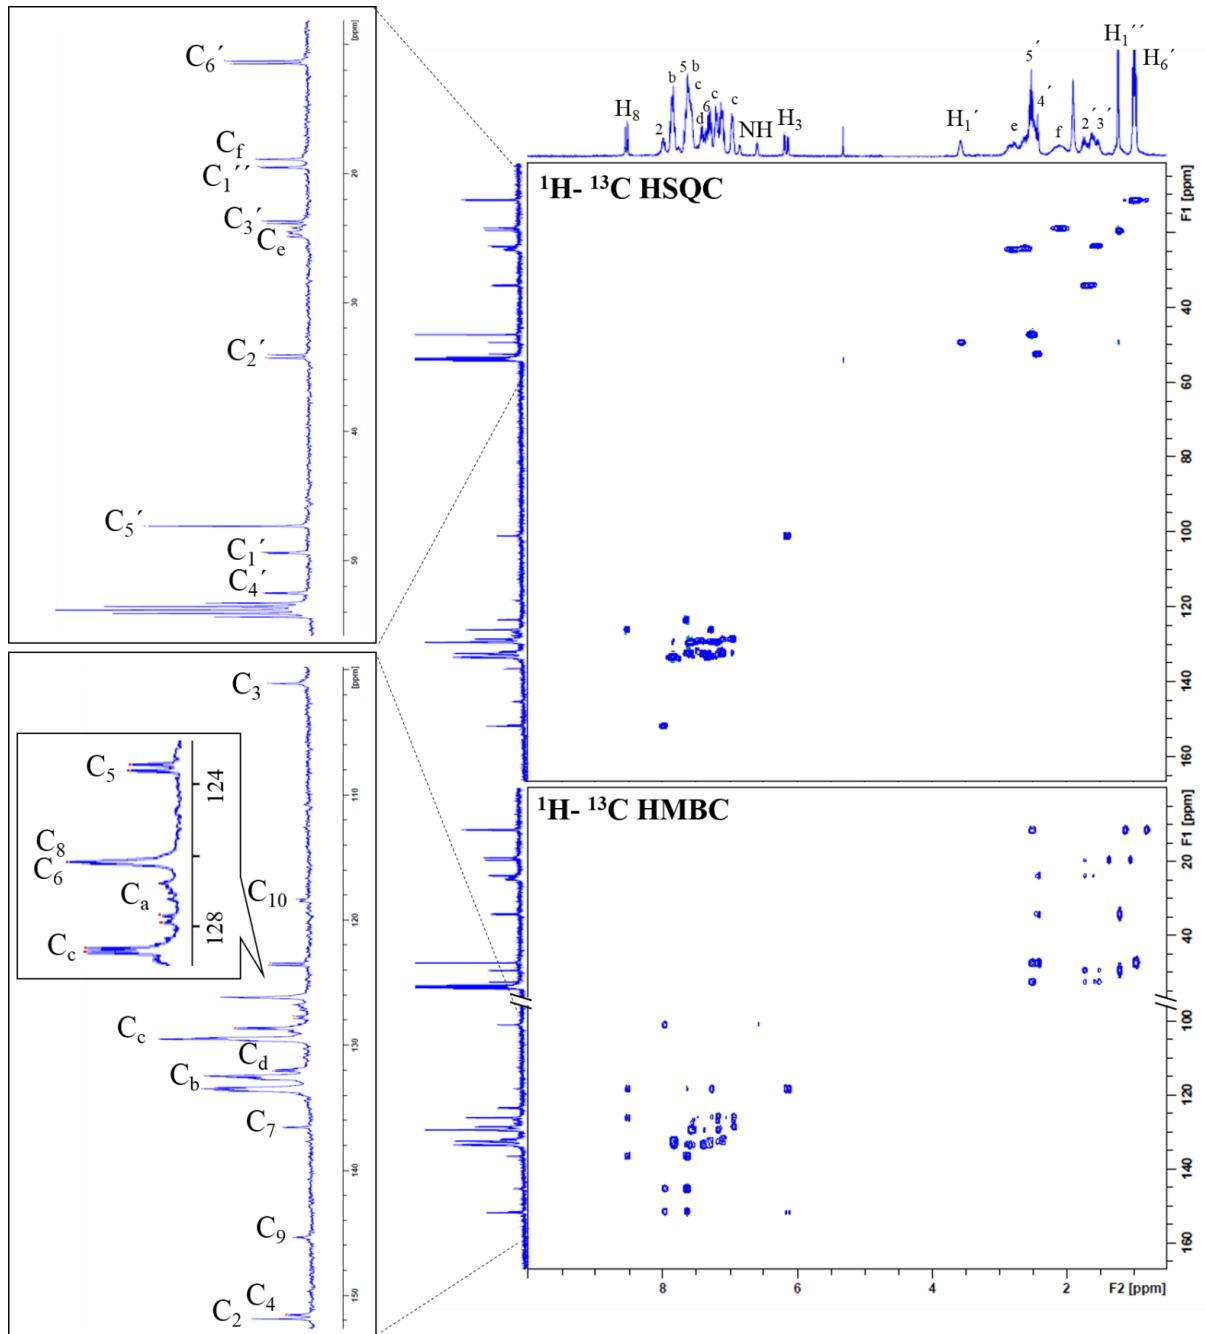 [ppm]
C6´
Cf
C1´´
20
C3´
Ce
30
C2´
40
C5´
C1´
50
C4´
[ppm]
C3
110
C5
124
C8
C6
Ca
128
Cc
C10
120
Cc
130
Cd
Cb
C7
140
C9
C4
150
C2
H1´´
H6´
5´
4´
b
5 b
c
d 6 c
c
2
H8
NH
H3
H1´
e
f
2´
3´
1H- 13C HSQC
F1 [ppm]
40
60
80
100
120
140
160
1H- 13C HMBC
F1 [ppm]
20
40
100
120
140
160
8
6
4
2
F2 [ppm]